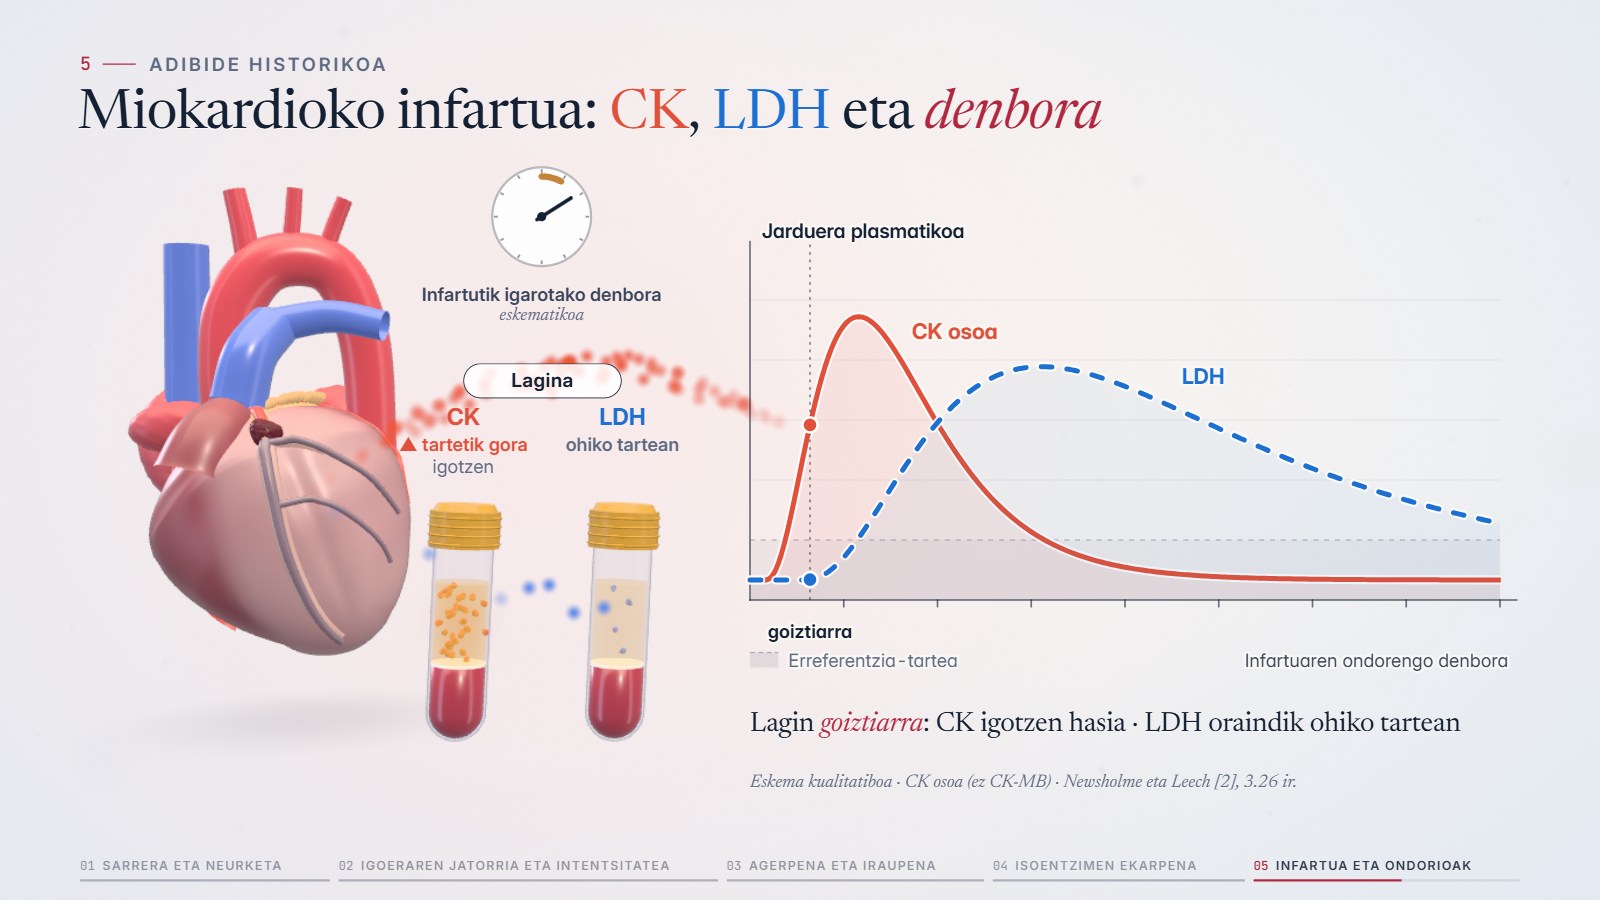 5 — ADIBIDE HISTORIKOA
Miokardioko infartua: CK, LDH eta denbora
Infartutik igarotako denbora
eskematikoa
Lagina
CK
▲ tartetik gora
igotzen
LDH
ohiko tartean
Jarduera plasmatikoa
CK osoa
LDH
goiztiarra
Erreferentzia-tartea
Infartuaren ondorengo denbora
Lagin goiztiarra: CK igotzen hasia · LDH oraindik ohiko tartean
Eskema kualitatiboa · CK osoa (ez CK-MB) · Newsholme eta Leech [2], 3.26 ir.
01 SARRERA ETA NEURKETA
02 IGOERAREN JATORRIA ETA INTENTSITATEA
03 AGERPENA ETA IRAUPENA
04 ISOENTZIMEN EKARPENA
05 INFARTUA ETA ONDORIOAK